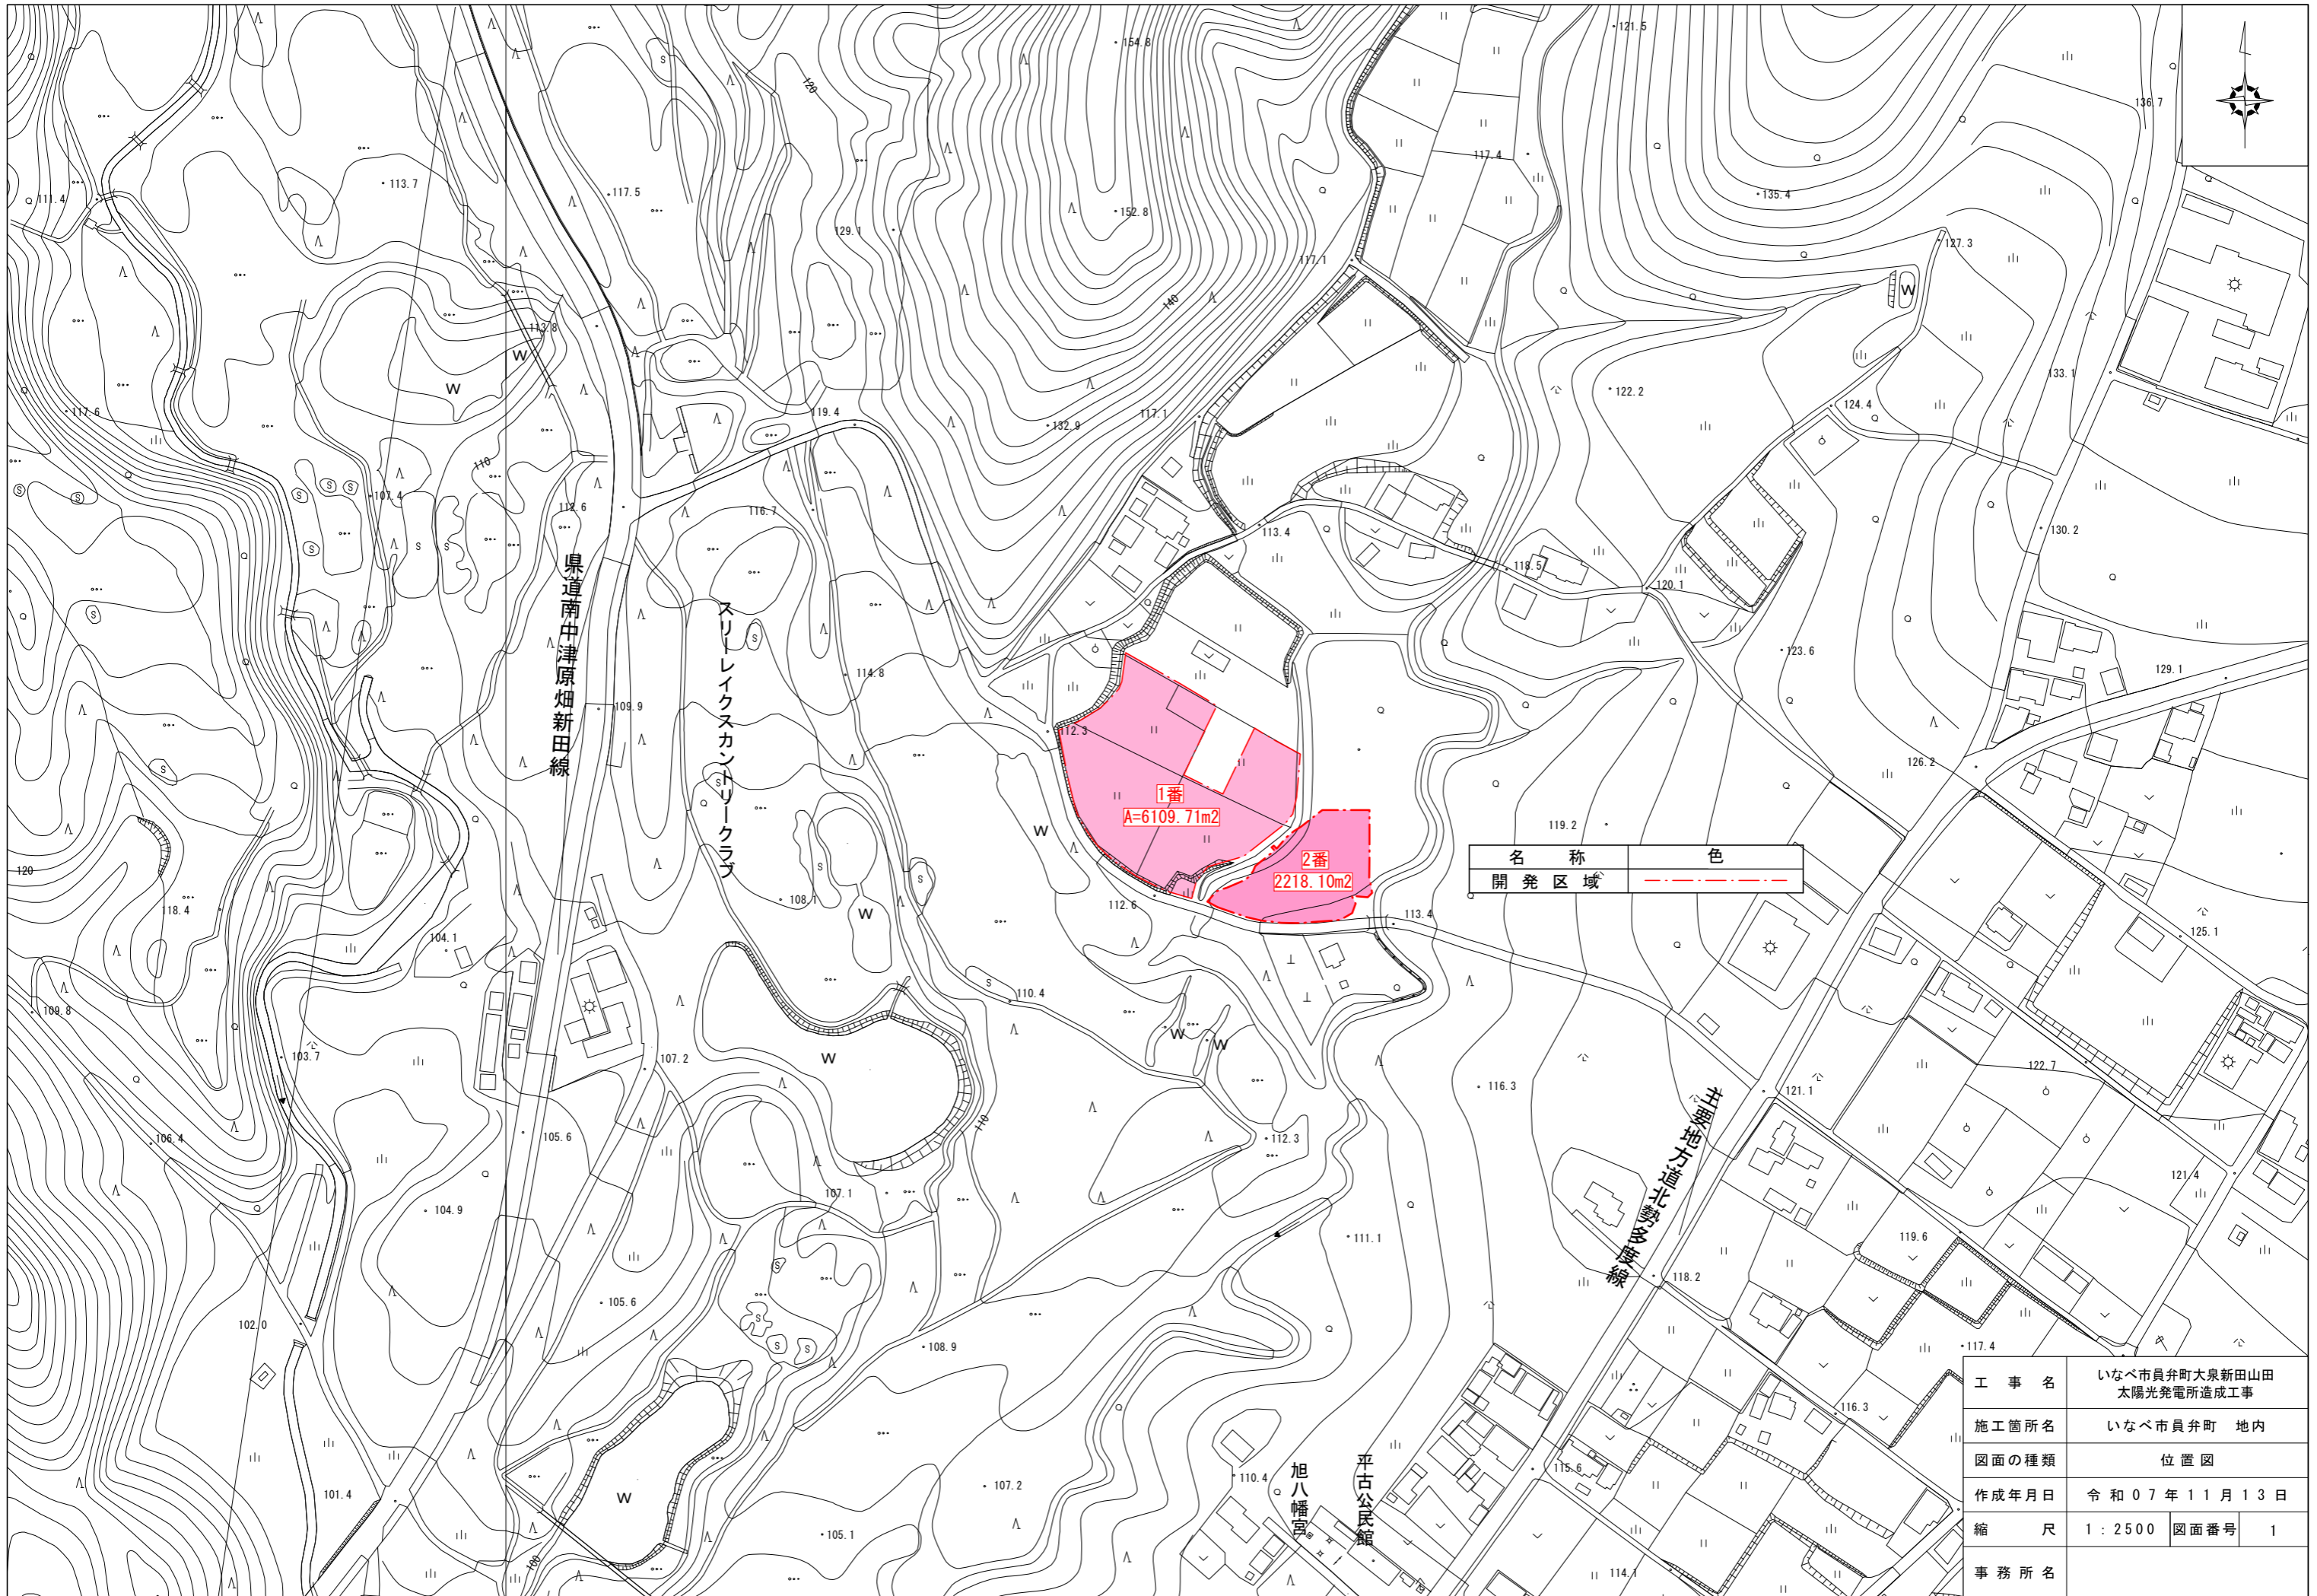 154.8
121.5
136.7
120
117.4
113.7
117.5
135.4
111.4
152.8
129.1
127.3
117.1
140
W
113.8
W
W
133.1
122.2
117.6
119.4
117.1
132.9
124.4
110
107.4
112.6
116.7
113.4
130.2
118.5
120.1
県道南中津原畑新田線
スリーレイクスカントリークラブ
123.6
114.8
129.1
109.9
112.3
126.2
1番
A=6109.71m2
W
119.2
2番
2218.10m2
名 称 色
開発区域
120
118.4
108.1
W
112.6
113.4
104.1
125.1
110.4
109.8
W
W
W
103.7
107.2
122.7
116.3
主要地方道北勢多度線
121.1
106.4
105.6
110
112.3
121.4
107.1
104.9
111.1
119.6
118.2
105.6
102.0
108.9
117.4
116.3
101.4
W
110.4
旭八幡宮
平古公民館
115.6
107.2
105.1
100
114.1
工事名 いなべ市員弁町大泉新田山田
太陽光発電所造成工事
施工箇所名 いなべ市員弁町 地内
図面の種類 位置図
作成年月日 令和07年11月13日
縮尺 1:2500 図面番号 1
事務所名